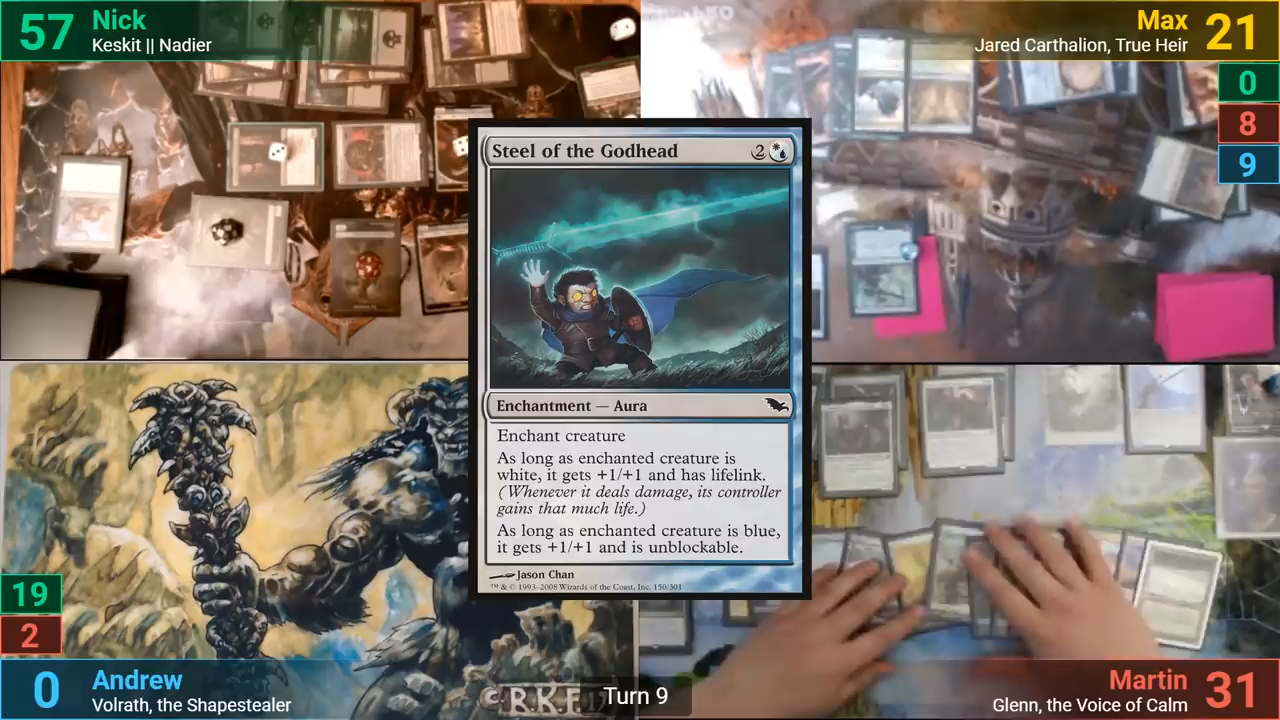 57
Nick
Keskit || Nadier
Max
21
Jared Carthalion, True Heir
0
8
9
Steel of the Godhead
2
Enchantment — Aura
Enchant creature
As long as enchanted creature is
white, it gets +1/+1 and has lifelink.
(Whenever it deals damage, its controller
gains that much life.)
As long as enchanted creature is blue,
it gets +1/+1 and is unblockable.
Jason Chan
™ & © 1993–2008 Wizards of the Coast, Inc. 150/301
19
2
0
Andrew
Volrath, the Shapestealer
Turn 9
Martin
31
Glenn, the Voice of Calm